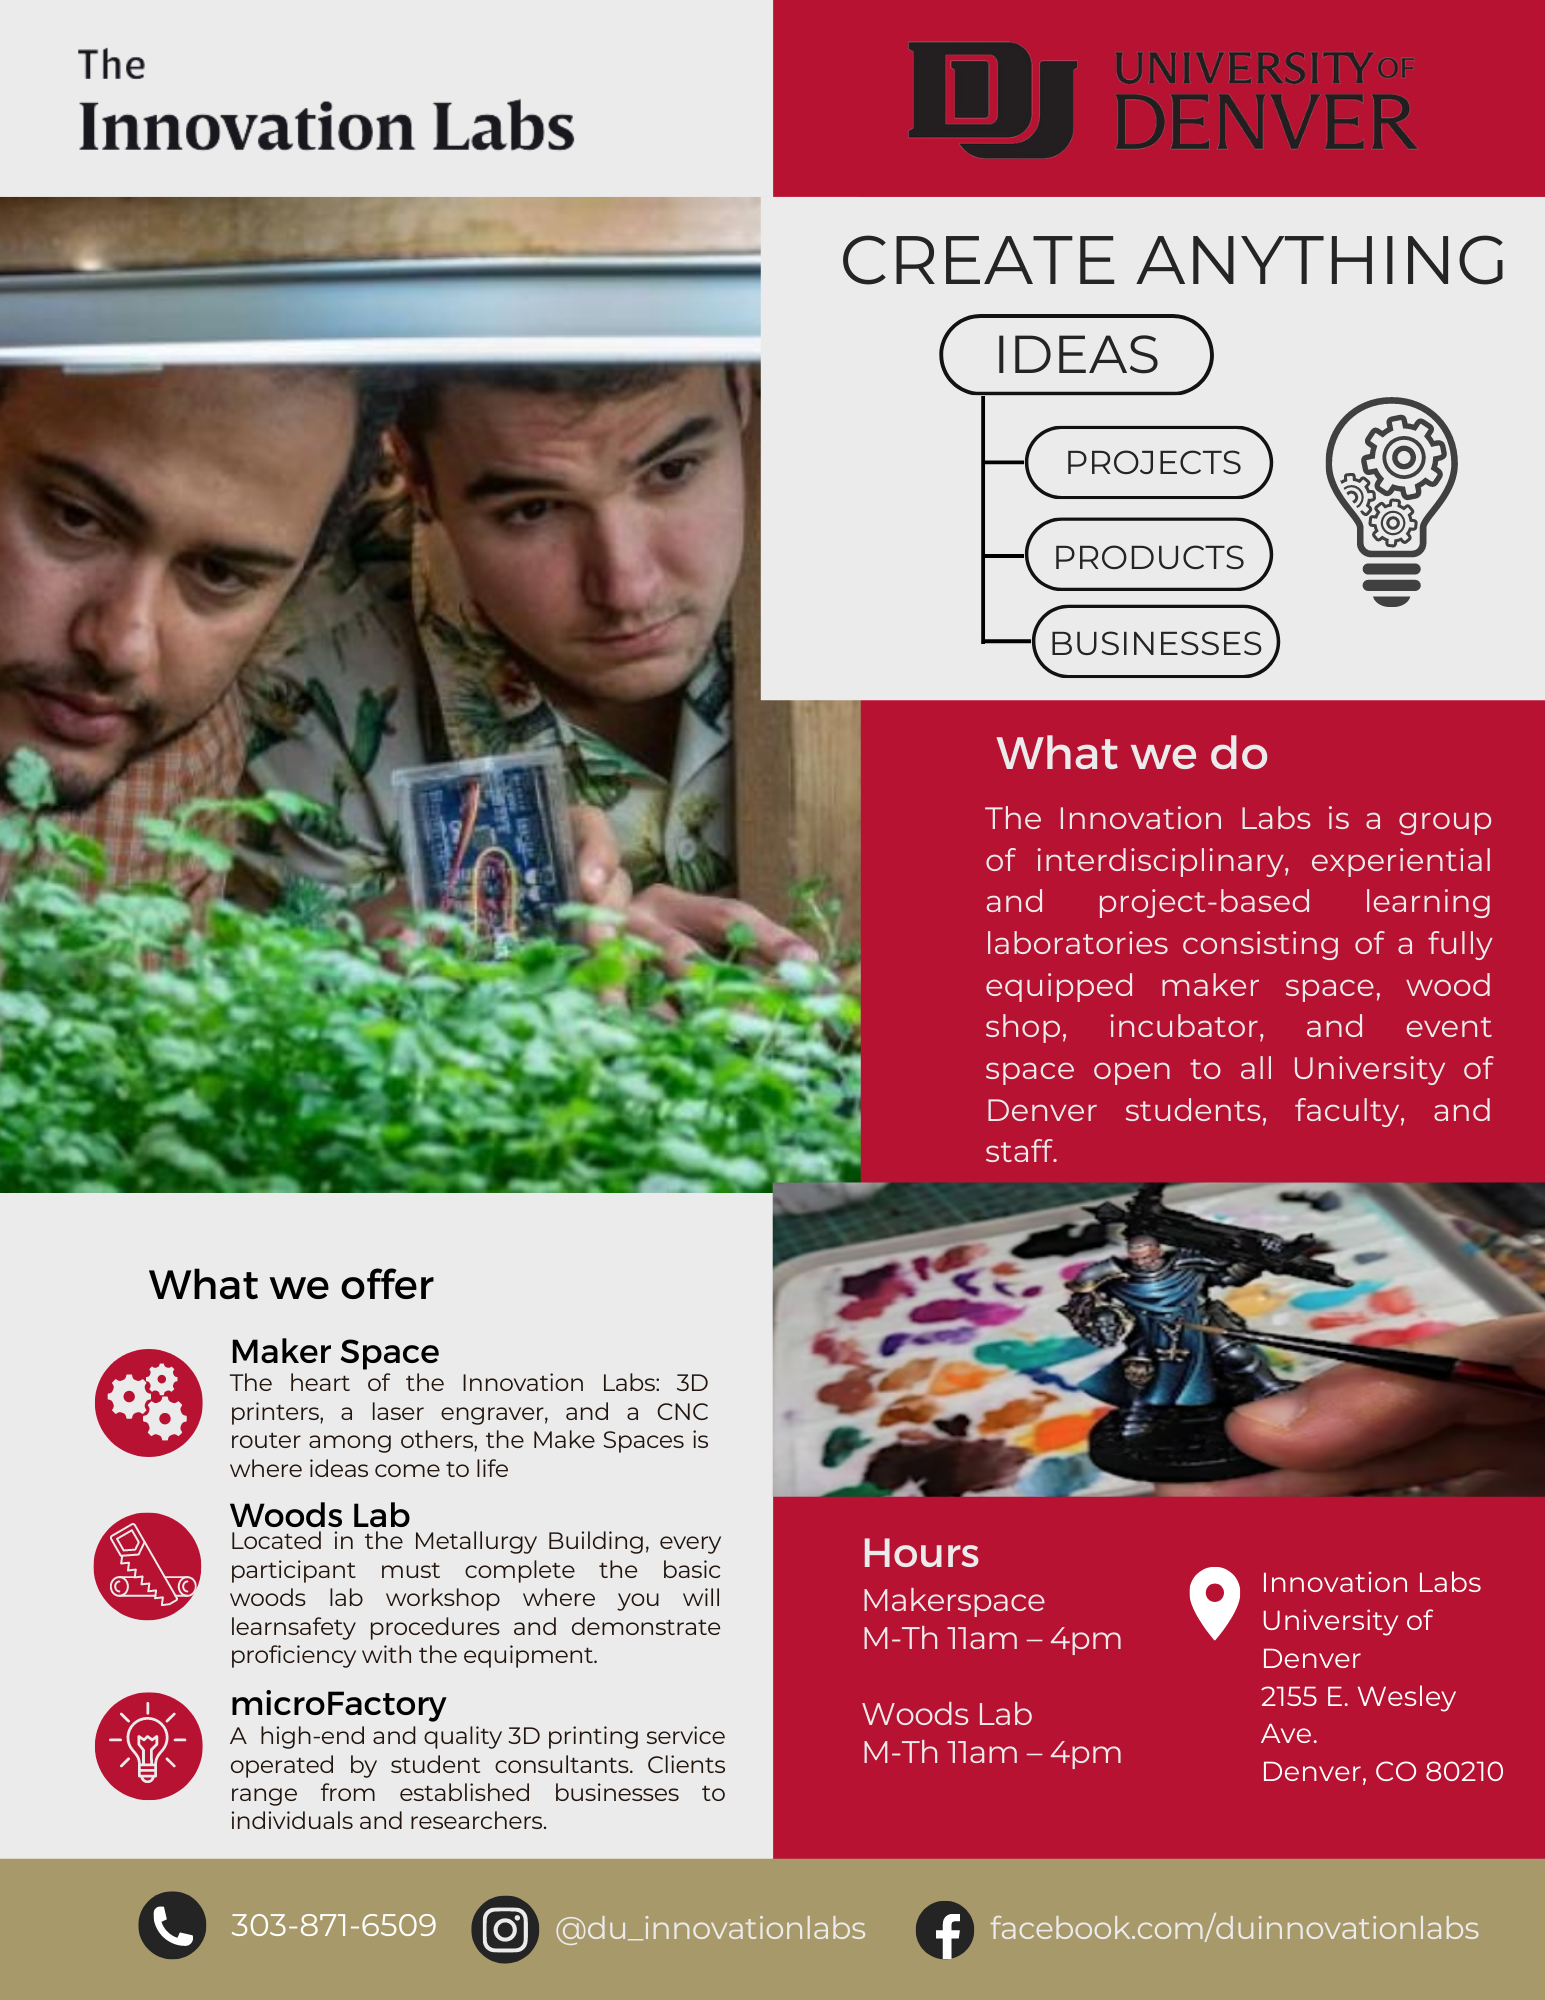 The
Innovation Labs
UNIVERSITY OF
DENVER
CREATE ANYTHING
IDEAS
PROJECTS
PRODUCTS
BUSINESSES
What we do
The Innovation Labs is a group
of interdisciplinary, experiential
and project-based learning
laboratories consisting of a fully
equipped maker space, wood
shop, incubator, and event
space open to all University of
Denver students, faculty, and
staff.
What we offer
Maker Space
The heart of the Innovation Labs: 3D
printers, a laser engraver, and a CNC
router among others, the Make Spaces is
where ideas come to life
Woods Lab
Located in the Metallurgy Building, every
participant must complete the basic
woods lab workshop where you will
learnsafety procedures and demonstrate
proficiency with the equipment.
microFactory
A high-end and quality 3D printing service
operated by student consultants. Clients
range from established businesses to
individuals and researchers.
Hours
Makerspace
M-Th 11am – 4pm
Woods Lab
M-Th 11am – 4pm
Innovation Labs
University of
Denver
2155 E. Wesley
Ave.
Denver, CO 80210
303-871-6509
@du_innovationlabs
facebook.com/duinnovationlabs